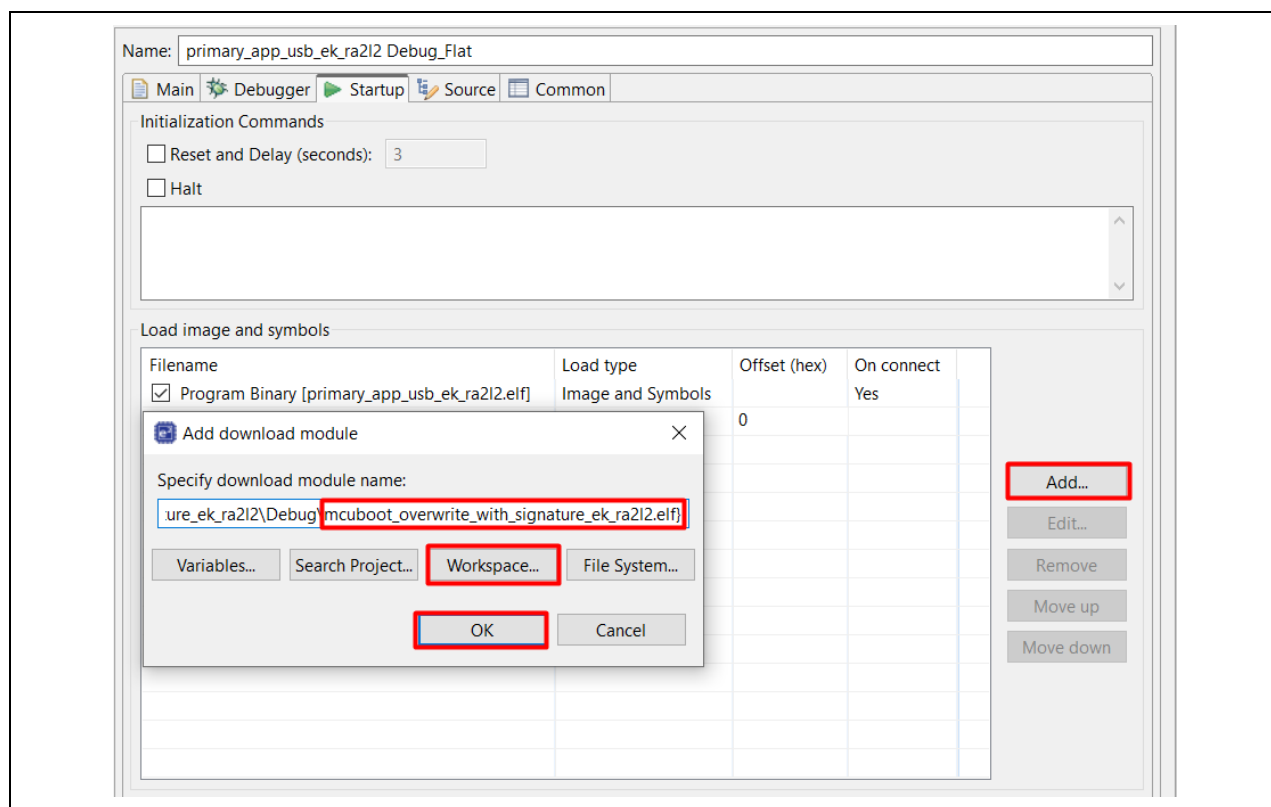 Name: primary_app_usb_ek_ra2l2 Debug_Flat
Main Debugger Startup Source Common
Initialization Commands
Reset and Delay (seconds): 3
Halt
Load image and symbols
Filename Load type Offset (hex) On connect
Program Binary [primary_app_usb_ek_ra2l2.elf] Image and Symbols Yes
0
Add download module
Specify download module name:
ure_ek_ra2l2\Debug\mcuboot_overwrite_with_signature_ek_ra2l2.elf}
Variables... Search Project... Workspace... File System...
OK Cancel
Add...
Edit...
Remove
Move up
Move down